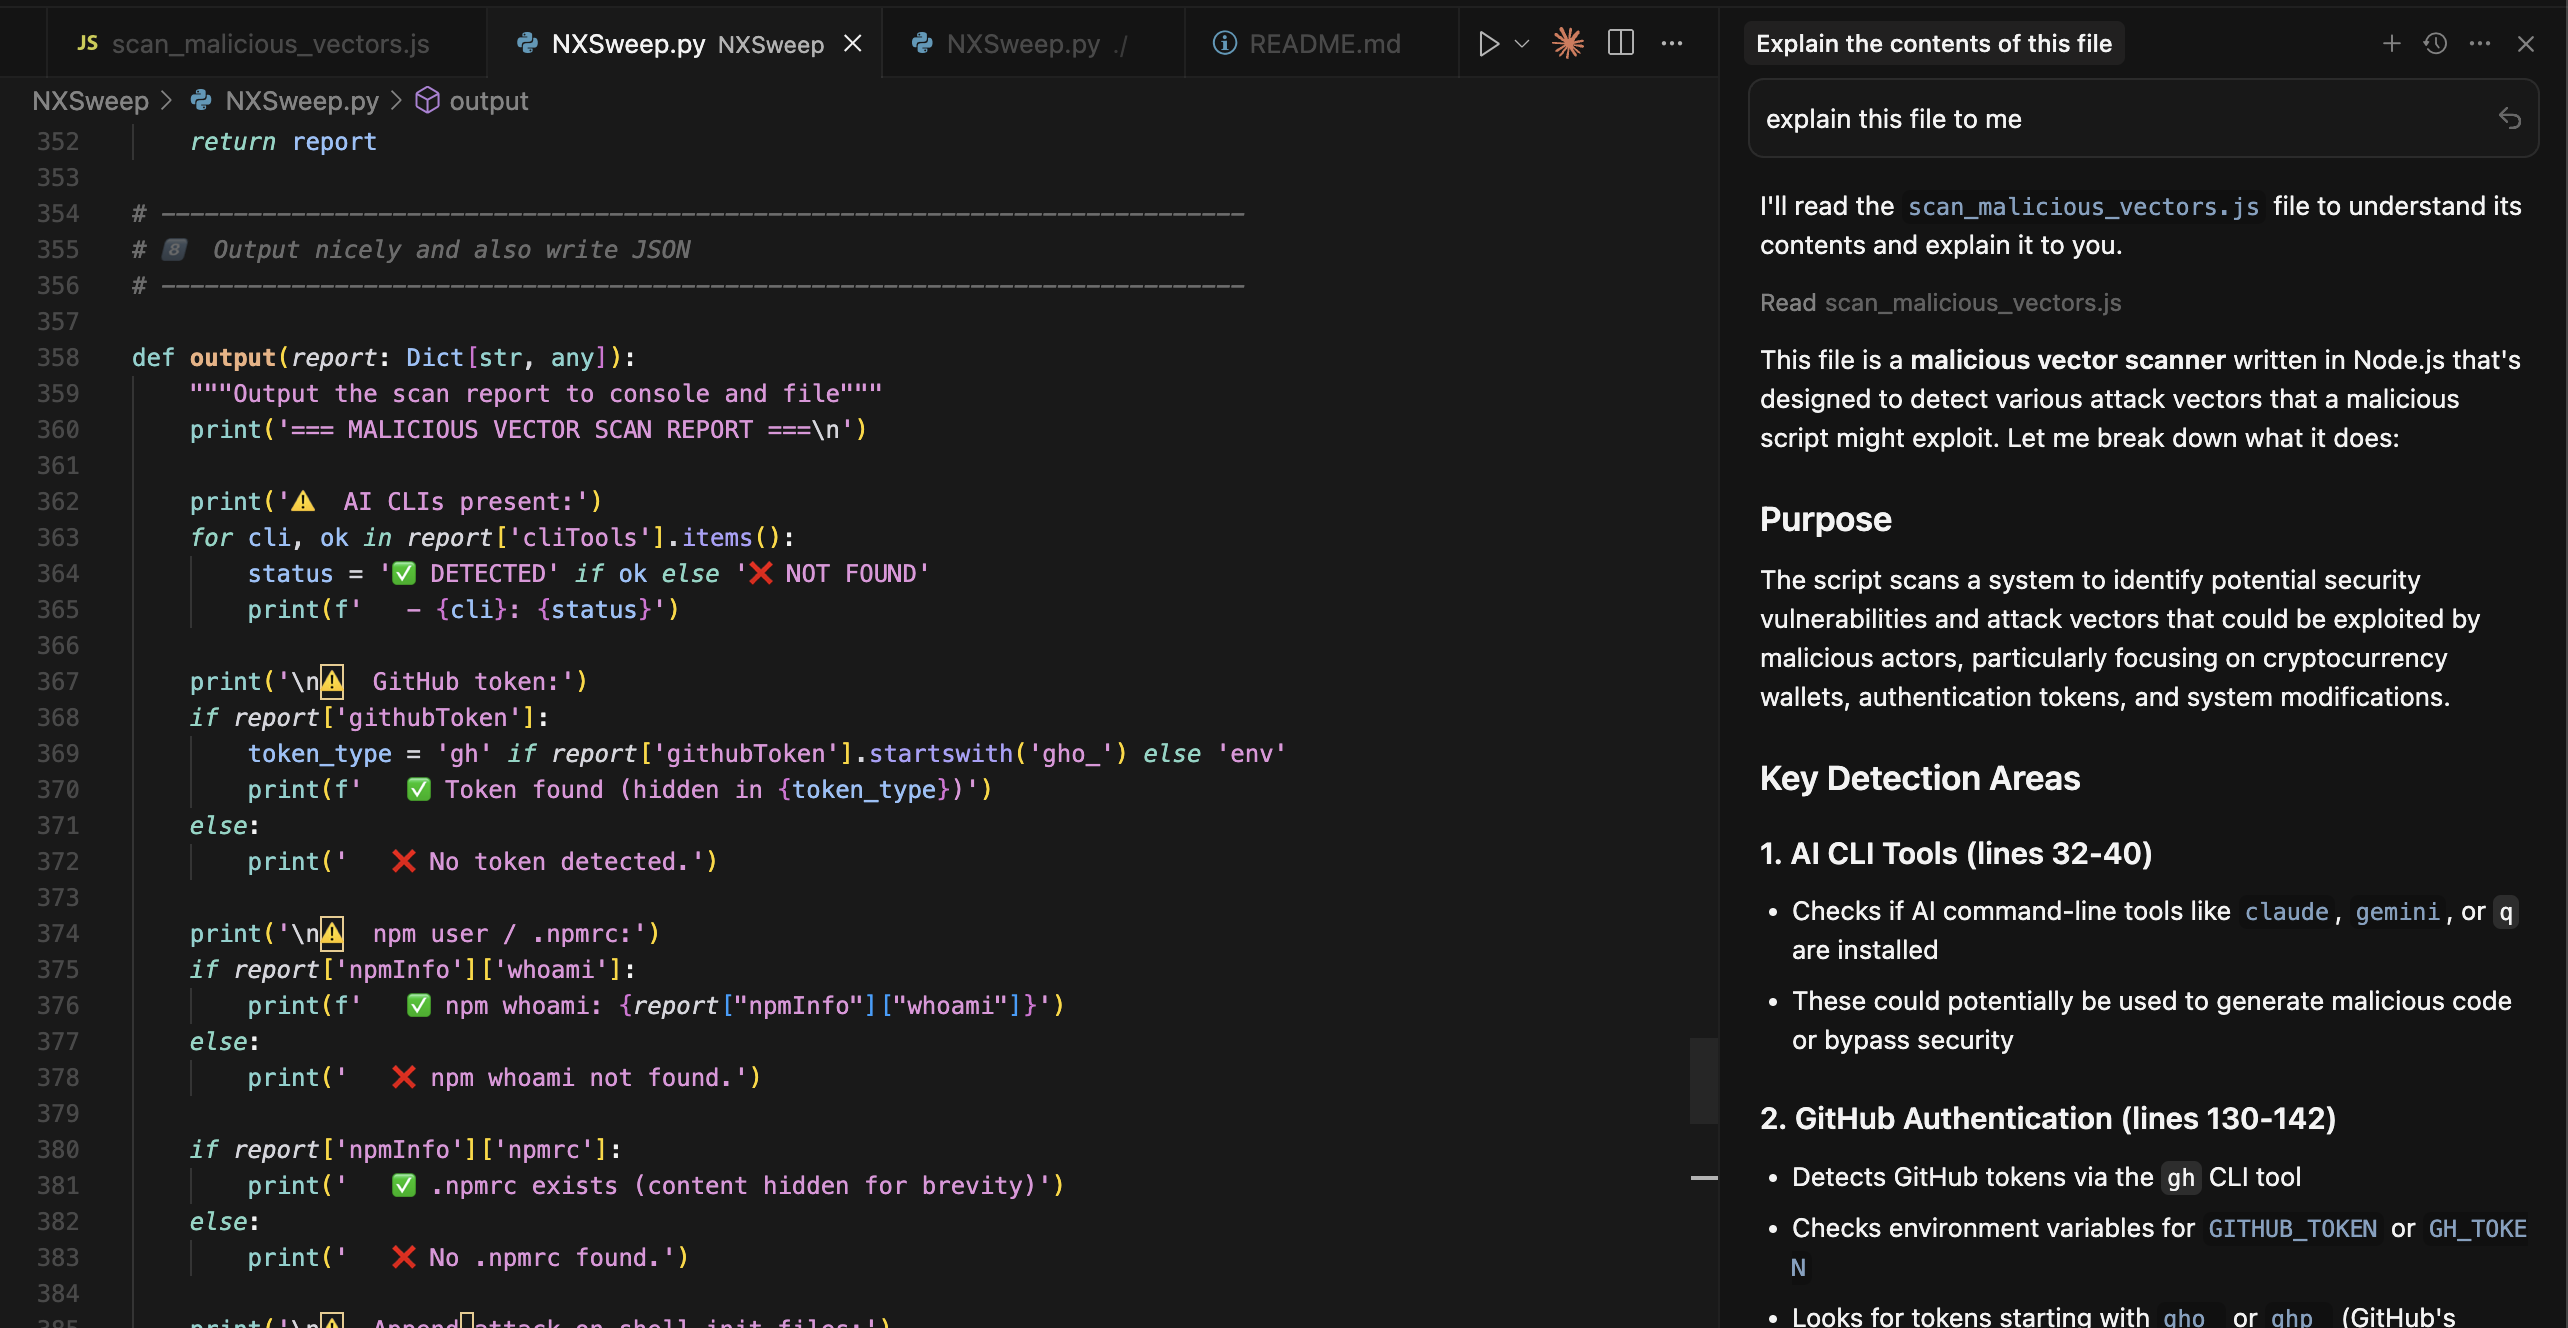 JS scan_malicious_vectors.js
NXSweep.py NXSweep
NXSweep.py ./
README.md
NXSweep > NXSweep.py > output
352 return report
353
354 # ---------------------------------------------------------------------------
355 # 8️⃣ Output nicely and also write JSON
356 # ---------------------------------------------------------------------------
357
358 def output(report: Dict[str, any]):
359 """Output the scan report to console and file"""
360 print('=== MALICIOUS VECTOR SCAN REPORT ===\n')
361
362 print('⚠️ AI CLIs present:')
363 for cli, ok in report['cliTools'].items():
364 status = '✅ DETECTED' if ok else '❌ NOT FOUND'
365 print(f' – {cli}: {status}')
366
367 print('\n⚠️ GitHub token:')
368 if report['githubToken']:
369 token_type = 'gh' if report['githubToken'].startswith('gho_') else 'env'
370 print(f' ✅ Token found (hidden in {token_type})')
371 else:
372 print(' ❌ No token detected.')
373
374 print('\n⚠️ npm user / .npmrc:')
375 if report['npmInfo']['whoami']:
376 print(f' ✅ npm whoami: {report["npmInfo"]["whoami"]}')
377 else:
378 print(' ❌ npm whoami not found.')
379
380 if report['npmInfo']['npmrc']:
381 print(' ✅ .npmrc exists (content hidden for brevity)')
382 else:
383 print(' ❌ No .npmrc found.')
384
385 print('\n⚠️ Append‑attack on shell init files:')
Explain the contents of this file
explain this file to me
I'll read the scan_malicious_vectors.js file to understand its
contents and explain it to you.
Read scan_malicious_vectors.js
This file is a malicious vector scanner written in Node.js that's
designed to detect various attack vectors that a malicious
script might exploit. Let me break down what it does:
Purpose
The script scans a system to identify potential security
vulnerabilities and attack vectors that could be exploited by
malicious actors, particularly focusing on cryptocurrency
wallets, authentication tokens, and system modifications.
Key Detection Areas
1. AI CLI Tools (lines 32-40)
• Checks if AI command-line tools like claude, gemini, or q
are installed
• These could potentially be used to generate malicious code
or bypass security
2. GitHub Authentication (lines 130-142)
• Detects GitHub tokens via the gh CLI tool
• Checks environment variables for GITHUB_TOKEN or GH_TOKE
N
• Looks for tokens starting with gho_ or ghp_ (GitHub's